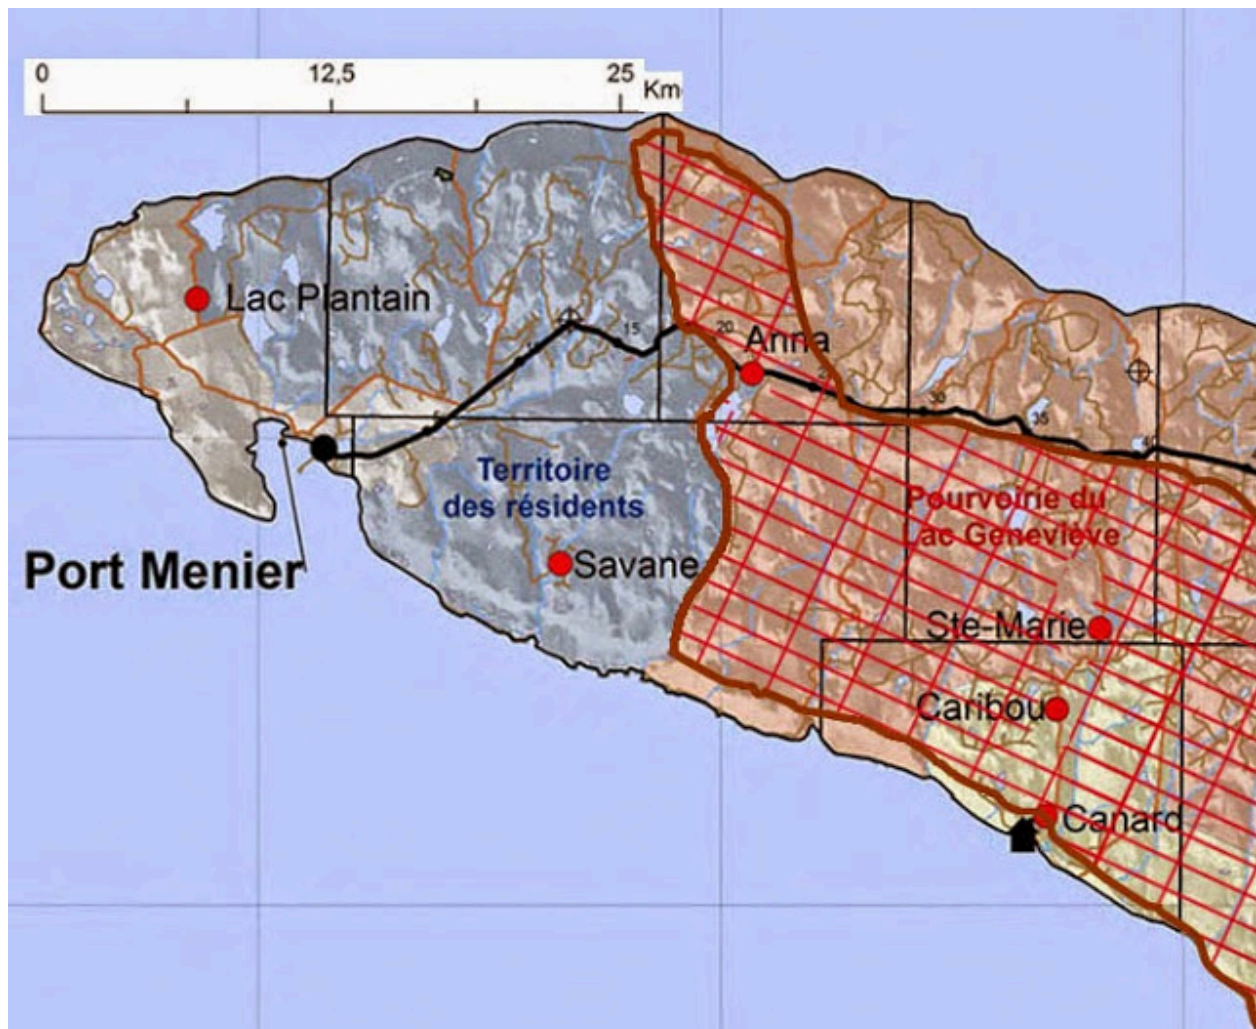 0 12,5 25 Km
Lac Plantain
15
20
Anna
30
35
Territoire
des résidents
Pourvoirie du
Lac Geneviève
Port Menier
Savane
Ste-Marie
Caribou
Canard